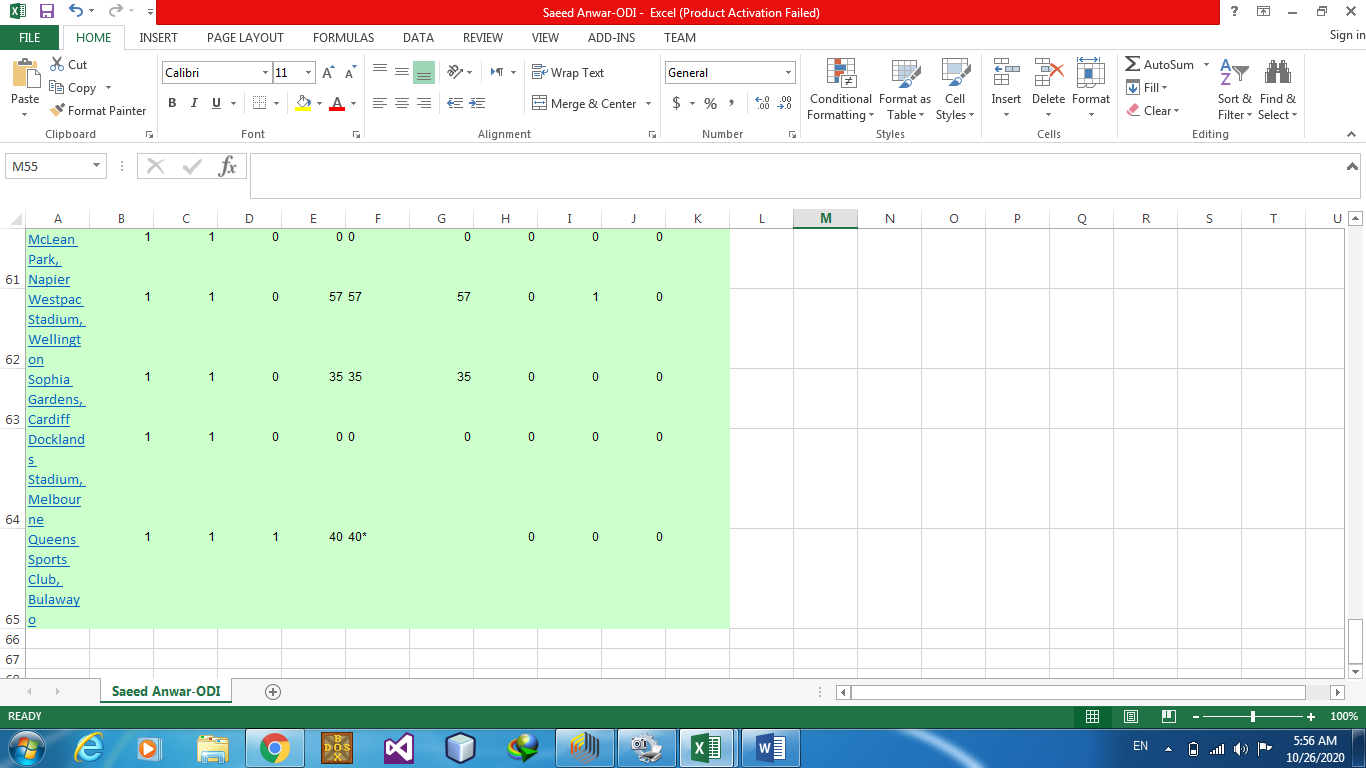 Saeed Anwar-ODI - Excel (Product Activation Failed)
FILE HOME INSERT PAGE LAYOUT FORMULAS DATA REVIEW VIEW ADD-INS TEAM Sign in
Cut
Copy
Format Painter
Paste
Clipboard
Calibri 11
B I U
Font
Wrap Text
Merge & Center
Alignment
General
$ % ,
Number
Conditional Formatting
Format as Table
Cell Styles
Styles
Insert Delete Format
Cells
AutoSum
Fill
Clear
Sort & Filter
Find & Select
Editing
M55
fx
A B C D E F G H I J K L M N O P Q R S T U
McLean 1 1 0 0 0 0 0 0 0
Park,
61 Napier
Westpac 1 1 0 57 57 57 0 1 0
Stadium,
Wellingt
62 on
Sophia 1 1 0 35 35 35 0 0 0
Gardens,
63 Cardiff
Dockland 1 1 0 0 0 0 0 0 0
s
Stadium,
Melbour
64 ne
Queens 1 1 1 40 40* 0 0 0
Sports
Club,
Bulaway
65 o
66
67
68
Saeed Anwar-ODI
READY 100%
EN
5:56 AM
10/26/2020